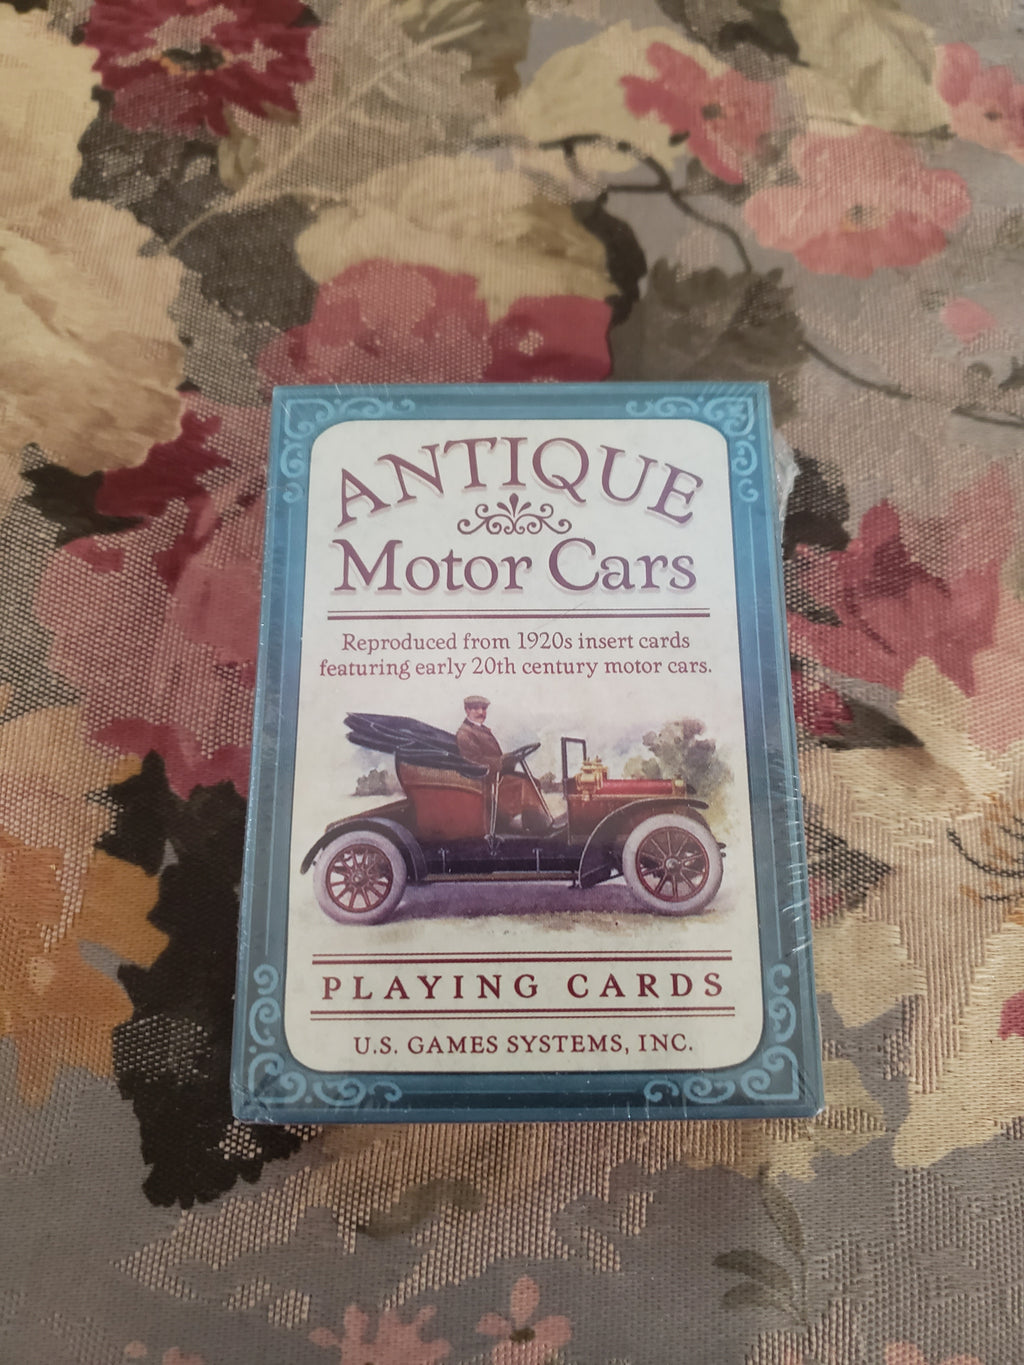 ANTIQUE
Motor Cars
Reproduced from 1920s insert cards
featuring early 20th century motor cars.
PLAYING CARDS
U.S. GAMES SYSTEMS, INC.